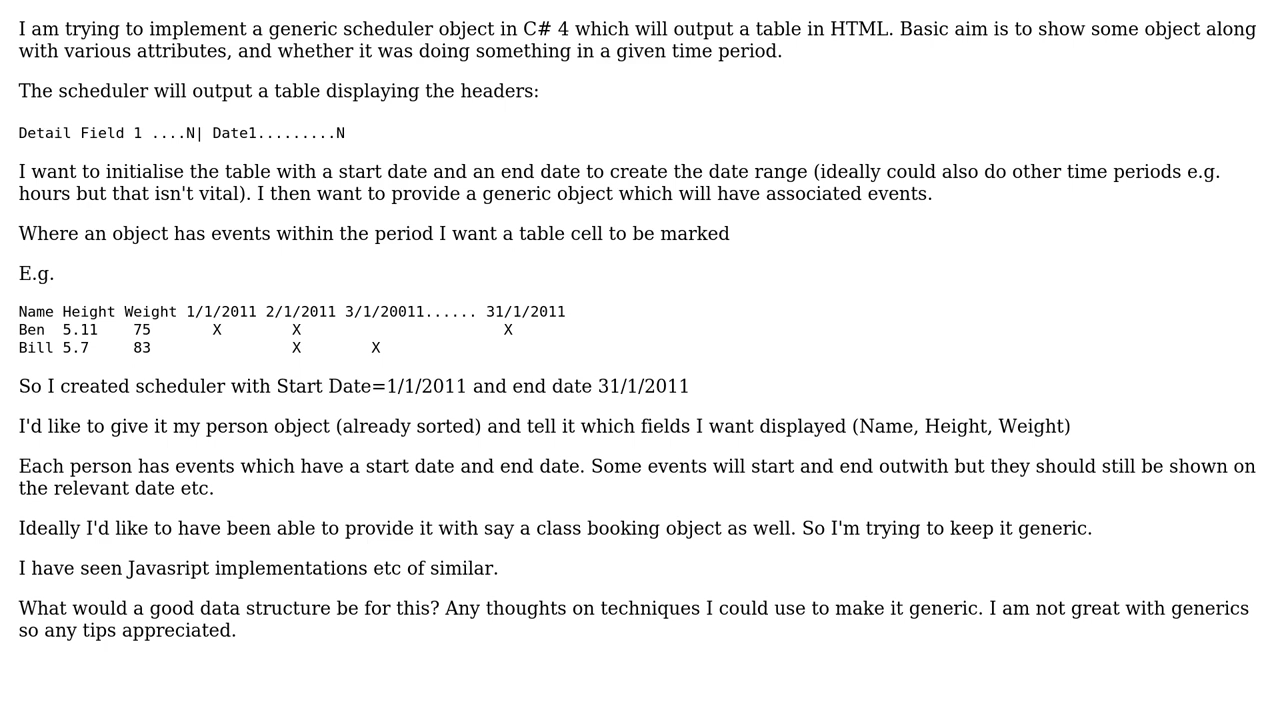 I am trying to implement a generic scheduler object in C# 4 which will output a table in HTML. Basic aim is to show some object along
with various attributes, and whether it was doing something in a given time period.
The scheduler will output a table displaying the headers:
Detail Field 1 ....N| Date1.........N
I want to initialise the table with a start date and an end date to create the date range (ideally could also do other time periods e.g.
hours but that isn't vital). I then want to provide a generic object which will have associated events.
Where an object has events within the period I want a table cell to be marked
E.g.
Name Height Weight 1/1/2011 2/1/2011 3/1/20011...... 31/1/2011
Ben  5.11    75       X        X                       X
Bill 5.7     83                X        X
So I created scheduler with Start Date=1/1/2011 and end date 31/1/2011
I'd like to give it my person object (already sorted) and tell it which fields I want displayed (Name, Height, Weight)
Each person has events which have a start date and end date. Some events will start and end outwith but they should still be shown on
the relevant date etc.
Ideally I'd like to have been able to provide it with say a class booking object as well. So I'm trying to keep it generic.
I have seen Javasript implementations etc of similar.
What would a good data structure be for this? Any thoughts on techniques I could use to make it generic. I am not great with generics
so any tips appreciated.